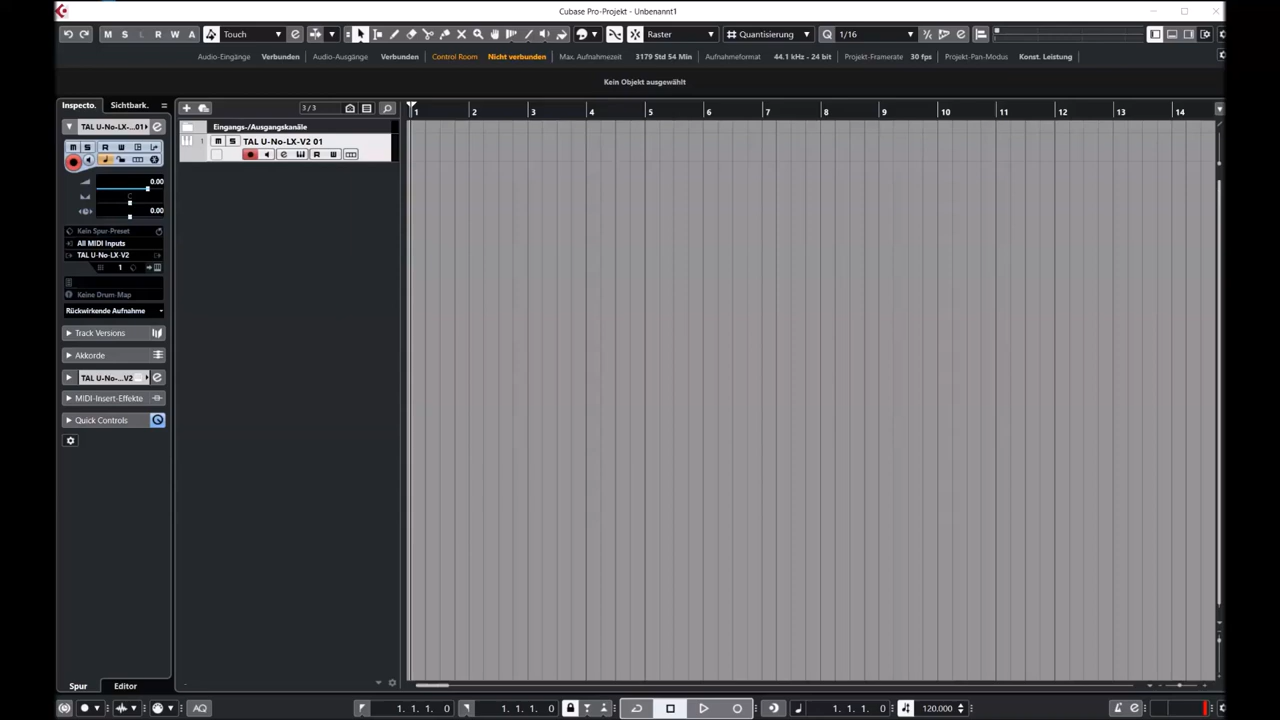 Cubase Pro-Projekt - Unbenannt1
M S L R W A Touch Raster Quantisierung Q 1/16
Audio-Eingänge Verbunden Audio-Ausgänge Verbunden Control Room Nicht verbunden Max. Aufnahmezeit 3179 Std 54 Min Aufnahmeformat 44.1 kHz - 24 bit Projekt-Framerate 30 fps Projekt-Pan-Modus Konst. Leistung
Kein Objekt ausgewählt
Inspecto. Sichtbark. 3/3 1 2 3 4 5 6 7 8 9 10 11 12 13 14
TAL U-No-LX-...01 Eingangs-/Ausgangskanäle
1 M S TAL U-No-LX-V2 01
M S R W
R W
0.00
C
0.00
Kein Spur-Preset
All MIDI Inputs
TAL U-No-LX-V2
1
Keine Drum-Map
Rückwirkende Aufnahme
Track Versions
Akkorde
TAL U-No-...V2
MIDI-Insert-Effekte
Quick Controls
Spur Editor
AQ 1. 1. 1. 0 1. 1. 1. 0 1. 1. 1. 0 120.000